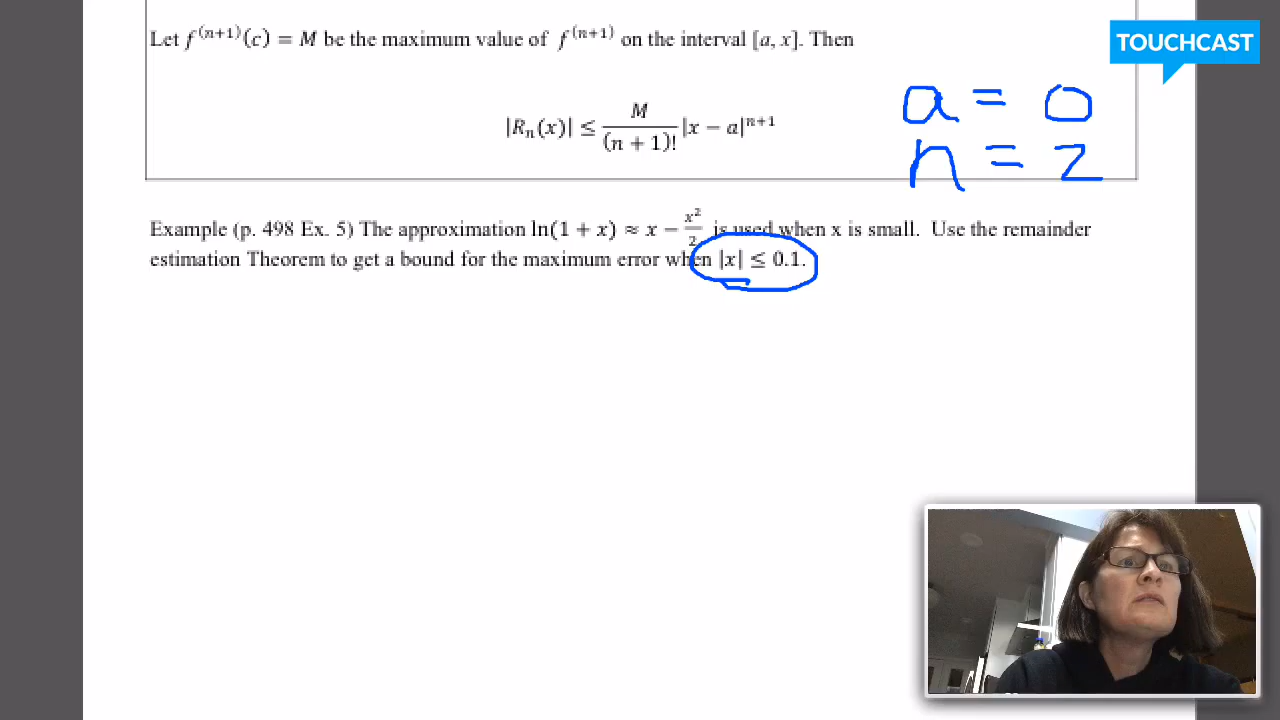 Let f⁽ⁿ⁺¹⁾(c) = M be the maximum value of f⁽ⁿ⁺¹⁾ on the interval [a, x]. Then
TOUCHCAST
|Rₙ(x)| ≤ M/(n + 1)! |x − a|ⁿ⁺¹
a = 0
n = 2
Example (p. 498 Ex. 5) The approximation ln(1 + x) ≈ x − x²/2 is used when x is small. Use the remainder
estimation Theorem to get a bound for the maximum error when |x| ≤ 0.1.